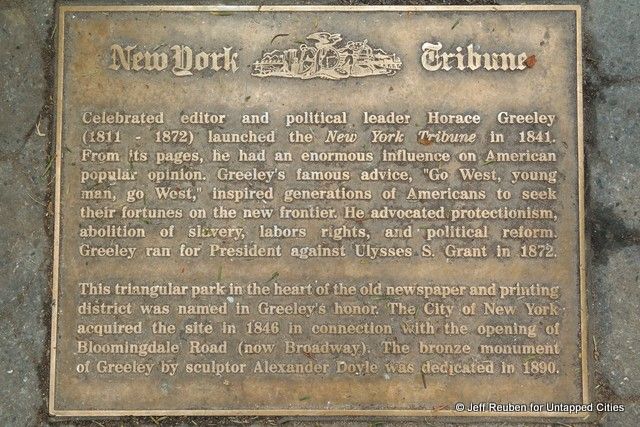 New York Tribune
Celebrated editor and political leader Horace Greeley
(1811 - 1872) launched the New York Tribune in 1841.
From its pages, he had an enormous influence on American
popular opinion. Greeley's famous advice, "Go West, young
man, go West," inspired generations of Americans to seek
their fortunes on the new frontier. He advocated protectionism,
abolition of slavery, labors rights, and political reform.
Greeley ran for President against Ulysses S. Grant in 1872.
This triangular park in the heart of the old newspaper and printing
district was named in Greeley's honor. The City of New York
acquired the site in 1846 in connection with the opening of
Bloomingdale Road (now Broadway). The bronze monument
of Greeley by sculptor Alexander Doyle was dedicated in 1890.
© Jeff Reuben for Untapped Cities